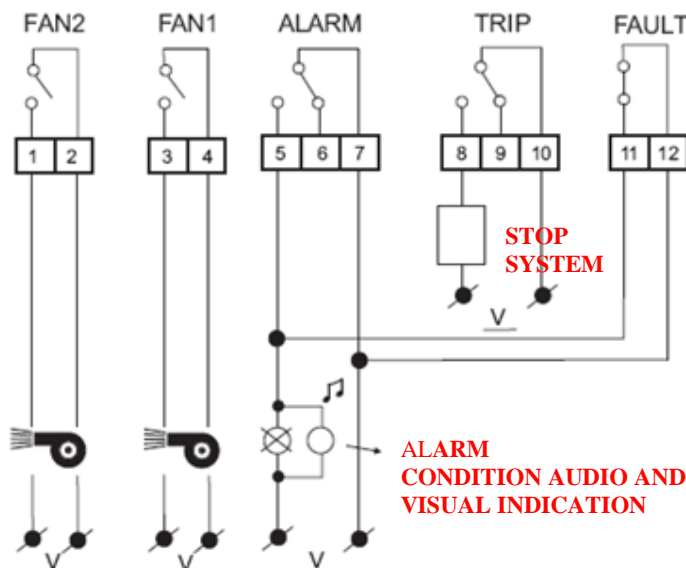 FAN2 FAN1 ALARM TRIP FAULT
1 2 3 4 5 6 7 8 9 10 11 12
STOP
SYSTEM
V
ALARM
CONDITION AUDIO AND
VISUAL INDICATION
V V V